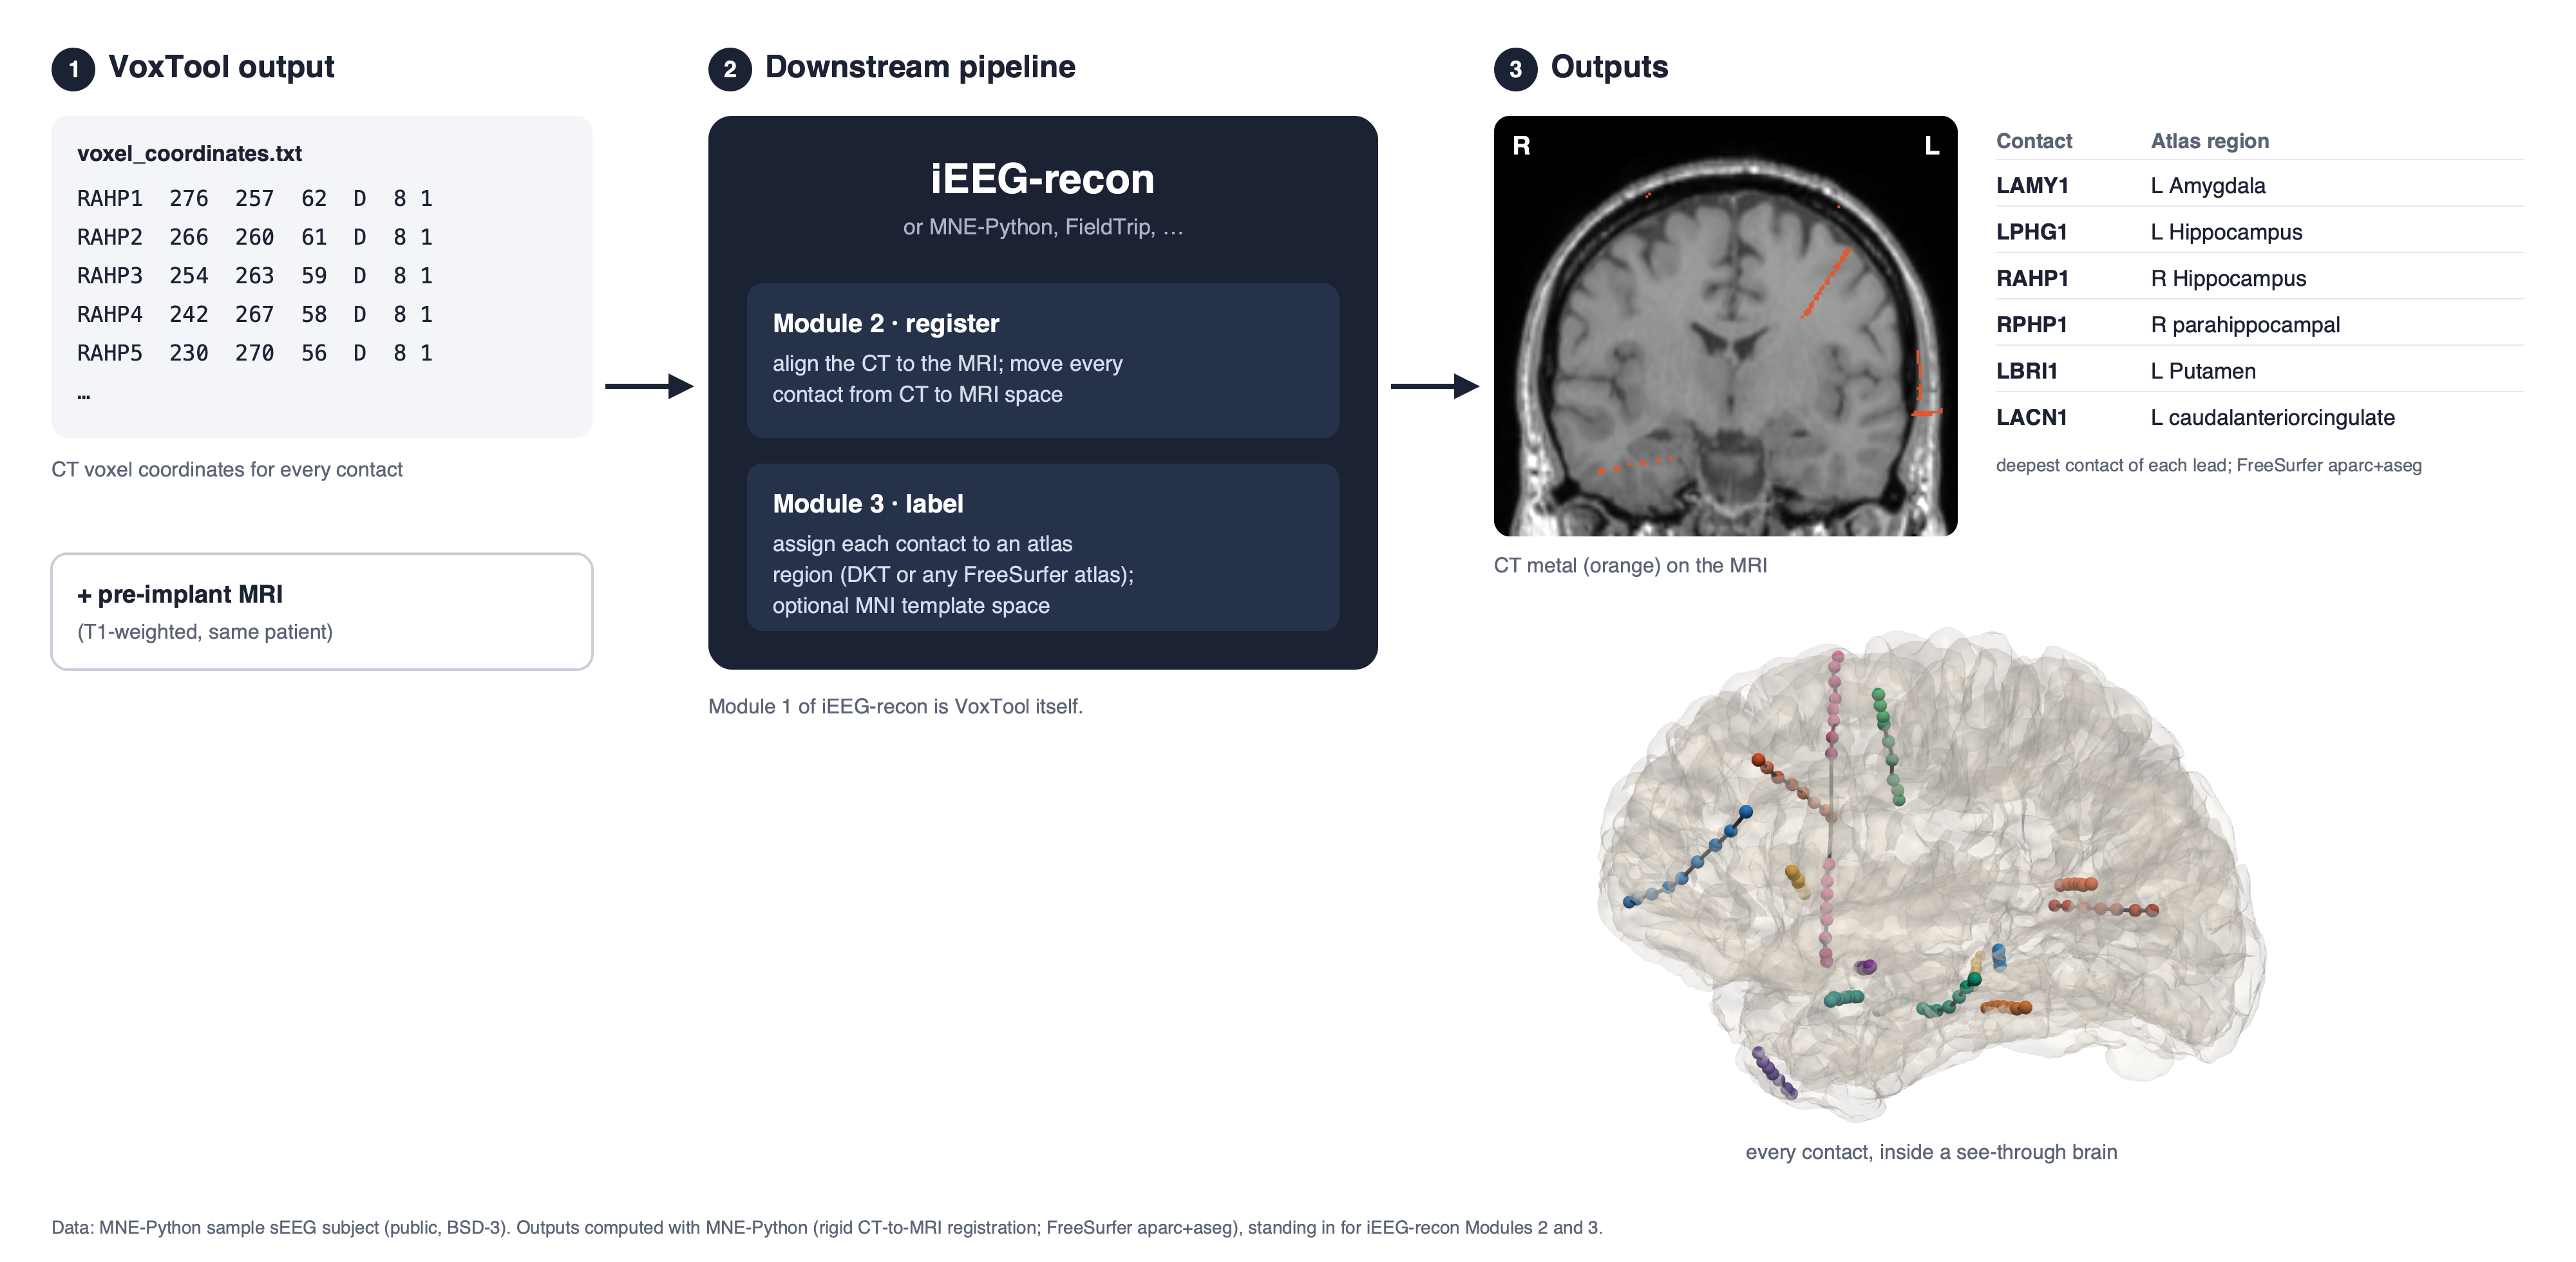 1 VoxTool output
voxel_coordinates.txt
RAHP1 276 257 62 D 8 1
RAHP2 266 260 61 D 8 1
RAHP3 254 263 59 D 8 1
RAHP4 242 267 58 D 8 1
RAHP5 230 270 56 D 8 1
…
CT voxel coordinates for every contact
+ pre-implant MRI
(T1-weighted, same patient)
2 Downstream pipeline
iEEG-recon
or MNE-Python, FieldTrip, …
Module 2 · register
align the CT to the MRI; move every
contact from CT to MRI space
Module 3 · label
assign each contact to an atlas
region (DKT or any FreeSurfer atlas);
optional MNI template space
Module 1 of iEEG-recon is VoxTool itself.
3 Outputs
R L
CT metal (orange) on the MRI
Contact Atlas region
LAMY1 L Amygdala
LPHG1 L Hippocampus
RAHP1 R Hippocampus
RPHP1 R parahippocampal
LBRI1 L Putamen
LACN1 L caudalanteriorcingulate
deepest contact of each lead; FreeSurfer aparc+aseg
every contact, inside a see-through brain
Data: MNE-Python sample sEEG subject (public, BSD-3). Outputs computed with MNE-Python (rigid CT-to-MRI registration; FreeSurfer aparc+aseg), standing in for iEEG-recon Modules 2 and 3.